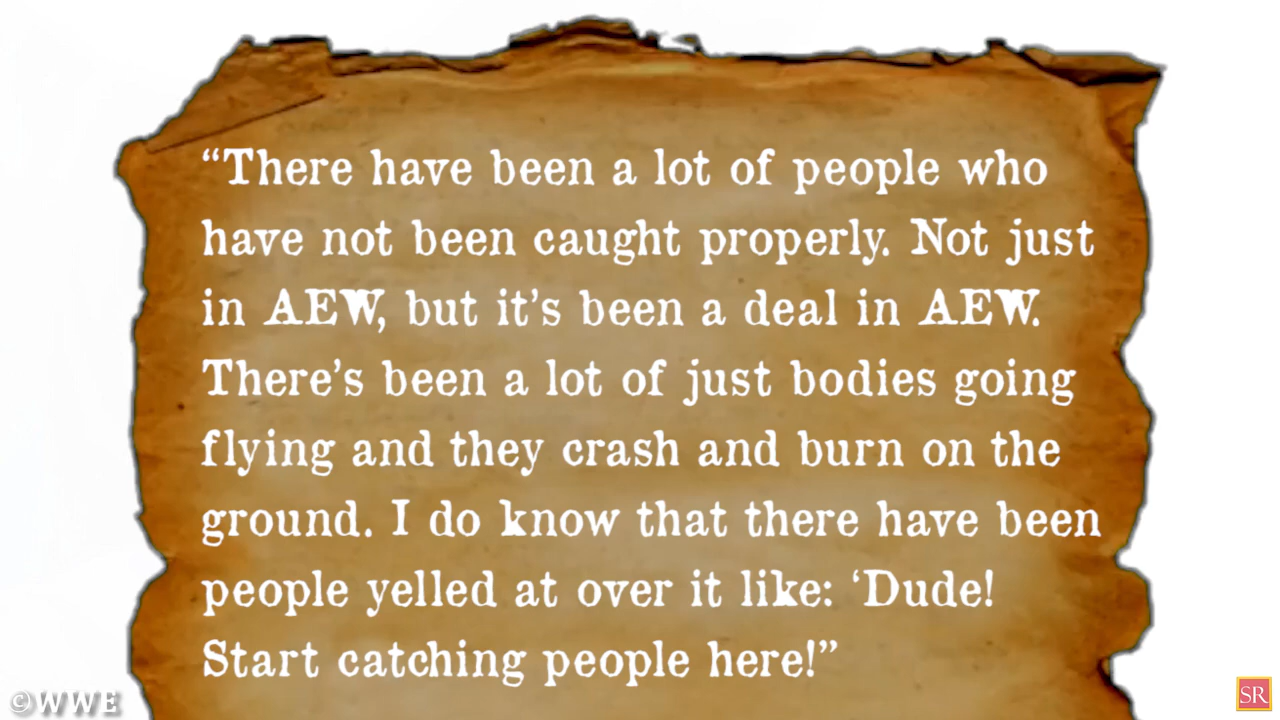 “There have been a lot of people who
have not been caught properly. Not just
in AEW, but it’s been a deal in AEW.
There’s been a lot of just bodies going
flying and they crash and burn on the
ground. I do know that there have been
people yelled at over it like: ‘Dude!
Start catching people here!”
©WWE
SR